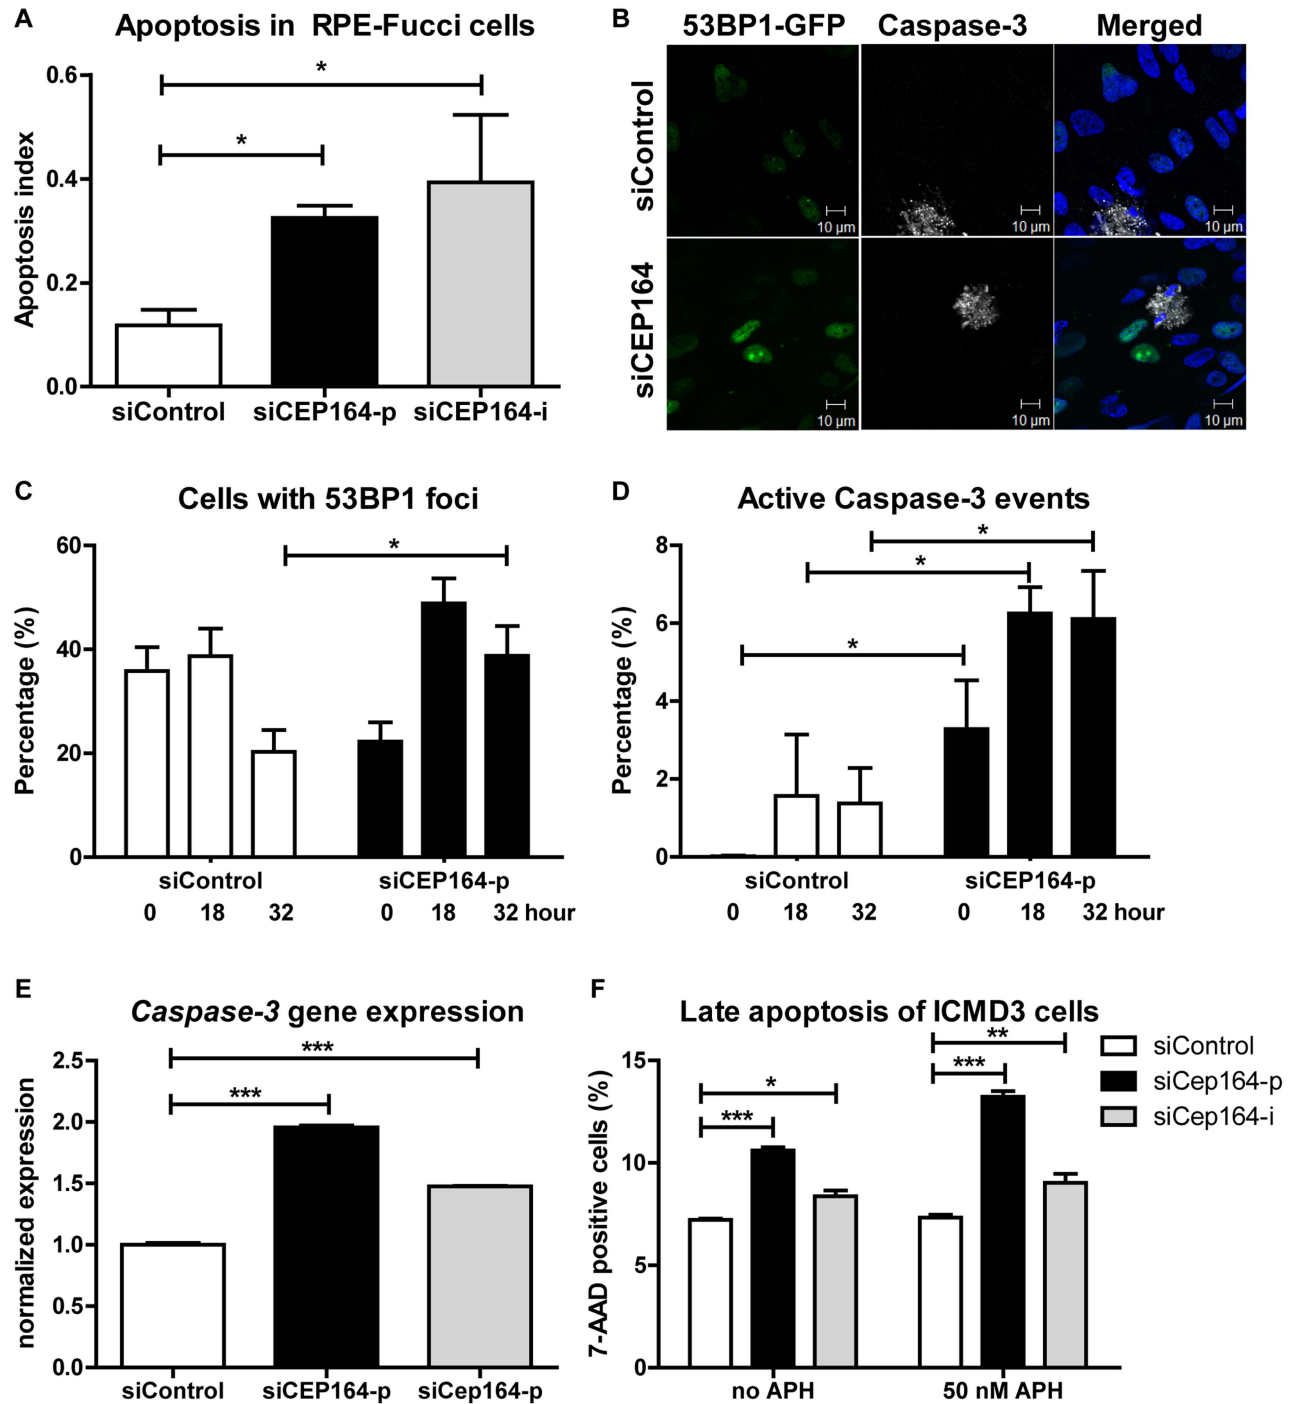 A
Apoptosis in RPE-Fucci cells
Apoptosis index
0.6
0.4
0.2
0.0
*
*
siControl siCEP164-p siCEP164-i
B
53BP1-GFP Caspase-3 Merged
siControl
10 µm 10 µm 10 µm
siCEP164
10 µm 10 µm 10 µm
C
Cells with 53BP1 foci
Percentage (%)
60
40
20
0
*
siControl siCEP164-p
0 18 32 0 18 32 hour
D
Active Caspase-3 events
Percentage (%)
8
6
4
2
0
*
*
*
siControl siCEP164-p
0 18 32 0 18 32 hour
E
Caspase-3 gene expression
normalized expression
2.5
2.0
1.5
1.0
0.5
0.0
***
***
siControl siCEP164-p siCep164-p
F
Late apoptosis of ICMD3 cells
7-AAD positive cells (%)
15
10
5
0
*
***
**
***
no APH 50 nM APH
siControl
siCep164-p
siCep164-i